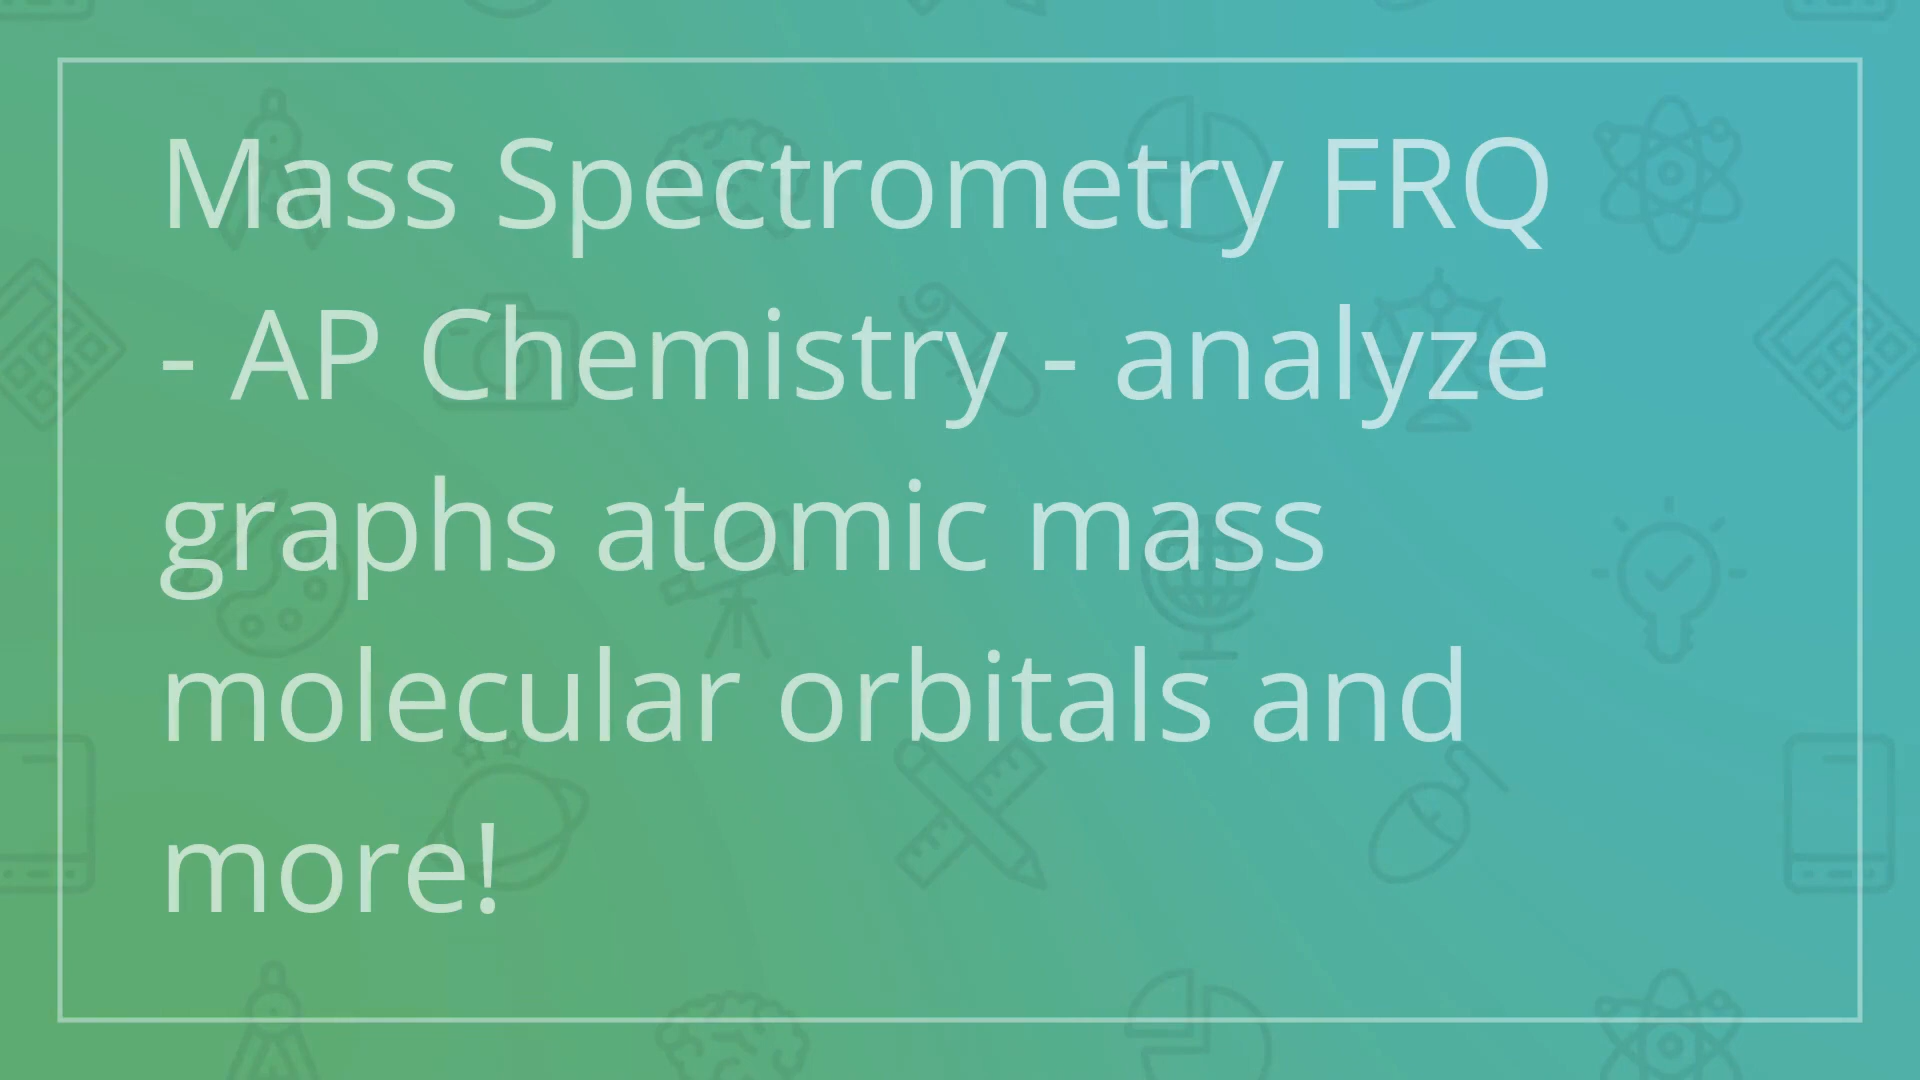 Mass Spectrometry FRQ
- AP Chemistry - analyze
graphs atomic mass
molecular orbitals and
more!